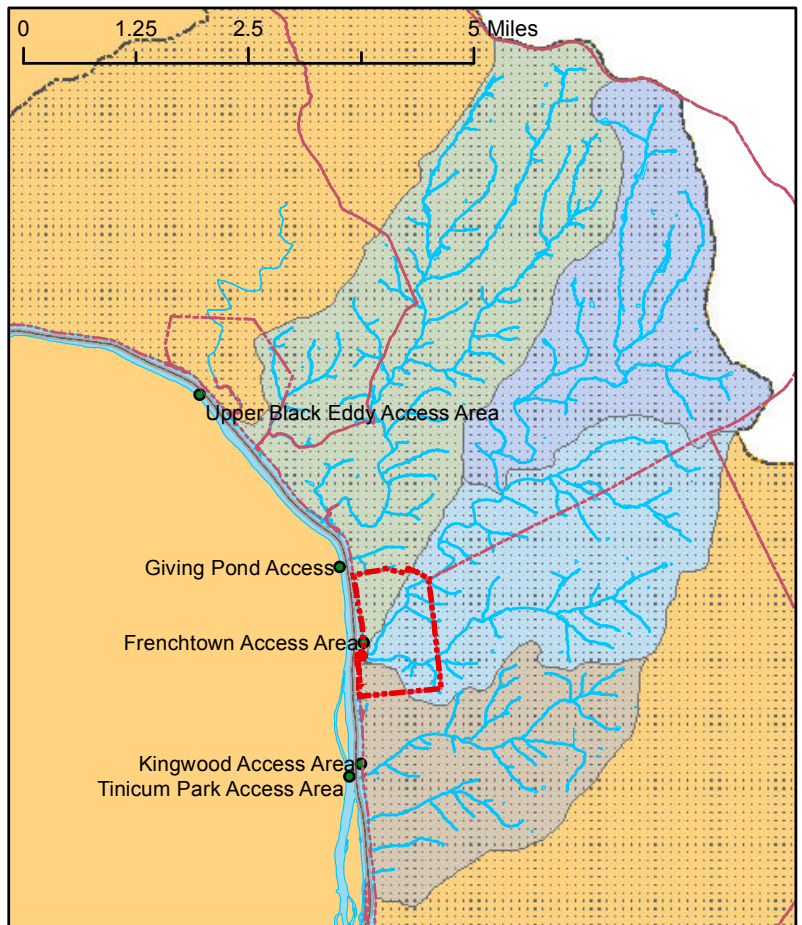 0 1.25 2.5 5 Miles
Upper Black Eddy Access Area
Giving Pond Access
Frenchtown Access Area
Kingwood Access Area
Tinicum Park Access Area